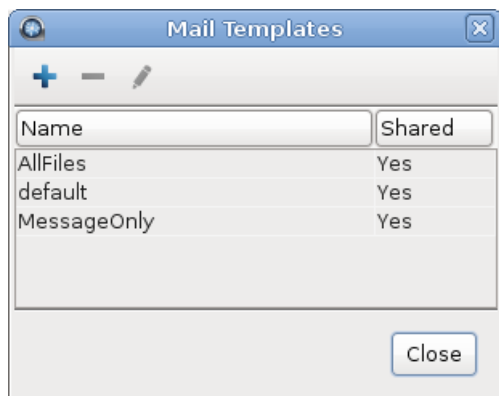 Mail Templates
Name Shared
AllFiles Yes
default Yes
MessageOnly Yes
Close